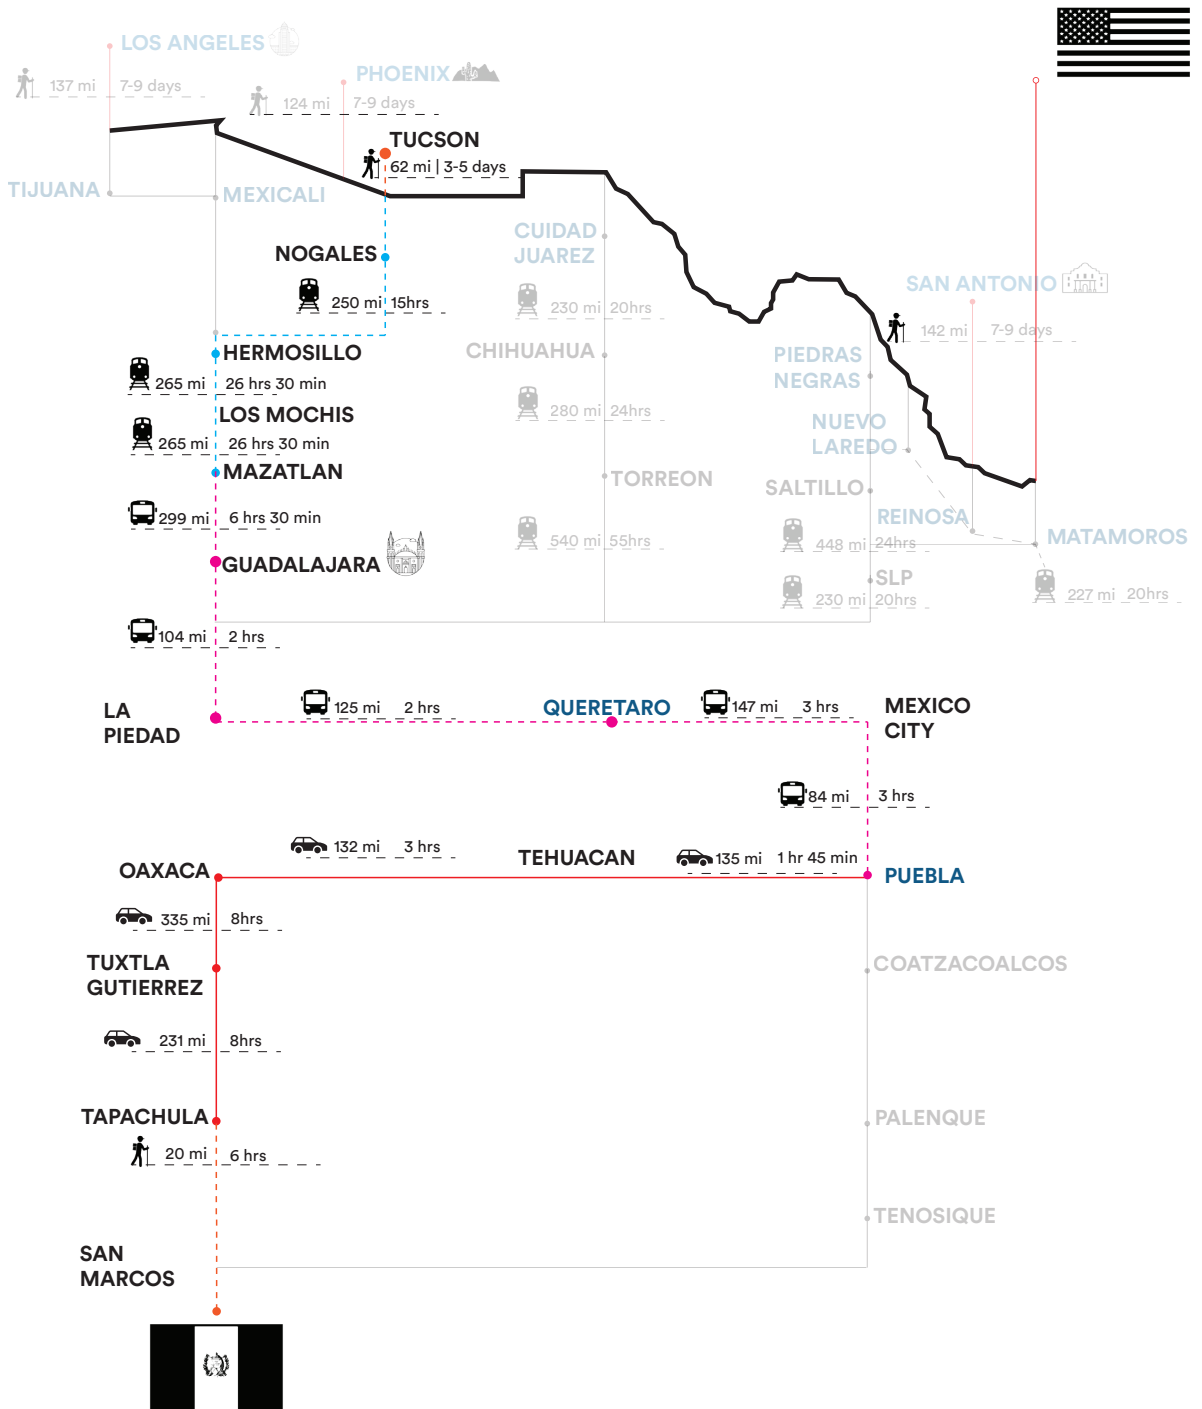 LOS ANGELES
137 mi 7-9 days
PHOENIX
124 mi 7-9 days
TUCSON
62 mi | 3-5 days
TIJUANA
MEXICALI
NOGALES
250 mi 15hrs
CUIDAD
JUAREZ
230 mi 20hrs
SAN ANTONIO
142 mi 7-9 days
HERMOSILLO
265 mi 26 hrs 30 min
CHIHUAHUA
280 mi 24hrs
PIEDRAS
NEGRAS
LOS MOCHIS
265 mi 26 hrs 30 min
NUEVO
LAREDO
MAZATLAN
299 mi 6 hrs 30 min
TORREON
540 mi 55hrs
SALTILLO
448 mi 24hrs
REINOSA
MATAMOROS
227 mi 20hrs
GUADALAJARA
SLP
230 mi 20hrs
104 mi 2 hrs
LA
PIEDAD
125 mi 2 hrs
QUERETARO
147 mi 3 hrs
MEXICO
CITY
84 mi 3 hrs
OAXACA
132 mi 3 hrs
TEHUACAN
135 mi 1 hr 45 min
PUEBLA
335 mi 8hrs
TUXTLA
GUTIERREZ
COATZACOALCOS
231 mi 8hrs
TAPACHULA
20 mi 6 hrs
PALENQUE
TENOSIQUE
SAN
MARCOS